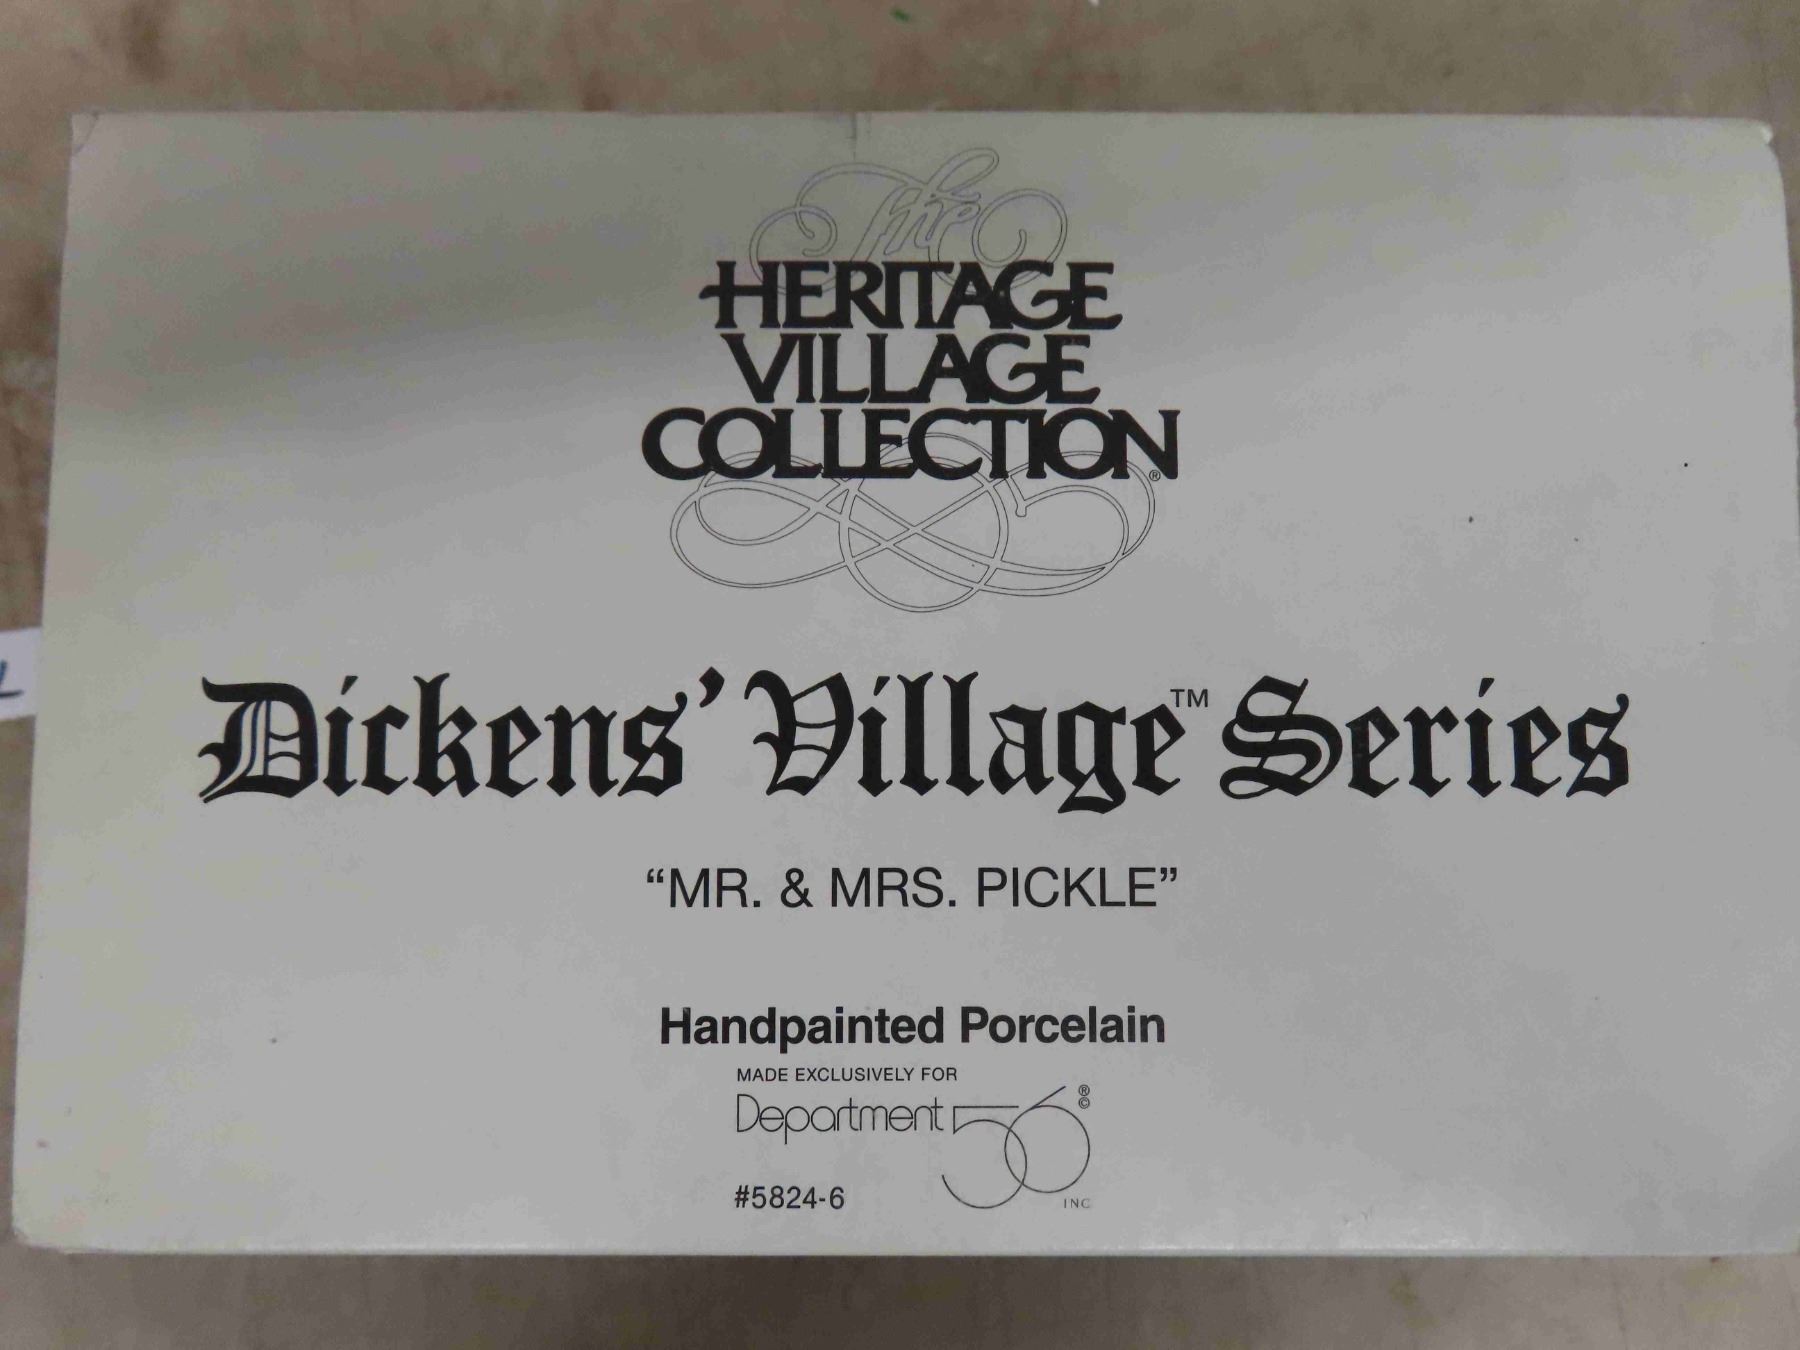 The
HERITAGE
VILLAGE
COLLECTION®
Dickens' Village™ Series
“MR. & MRS. PICKLE”
Handpainted Porcelain
MADE EXCLUSIVELY FOR
Department 56 ®©
INC
#5824-6